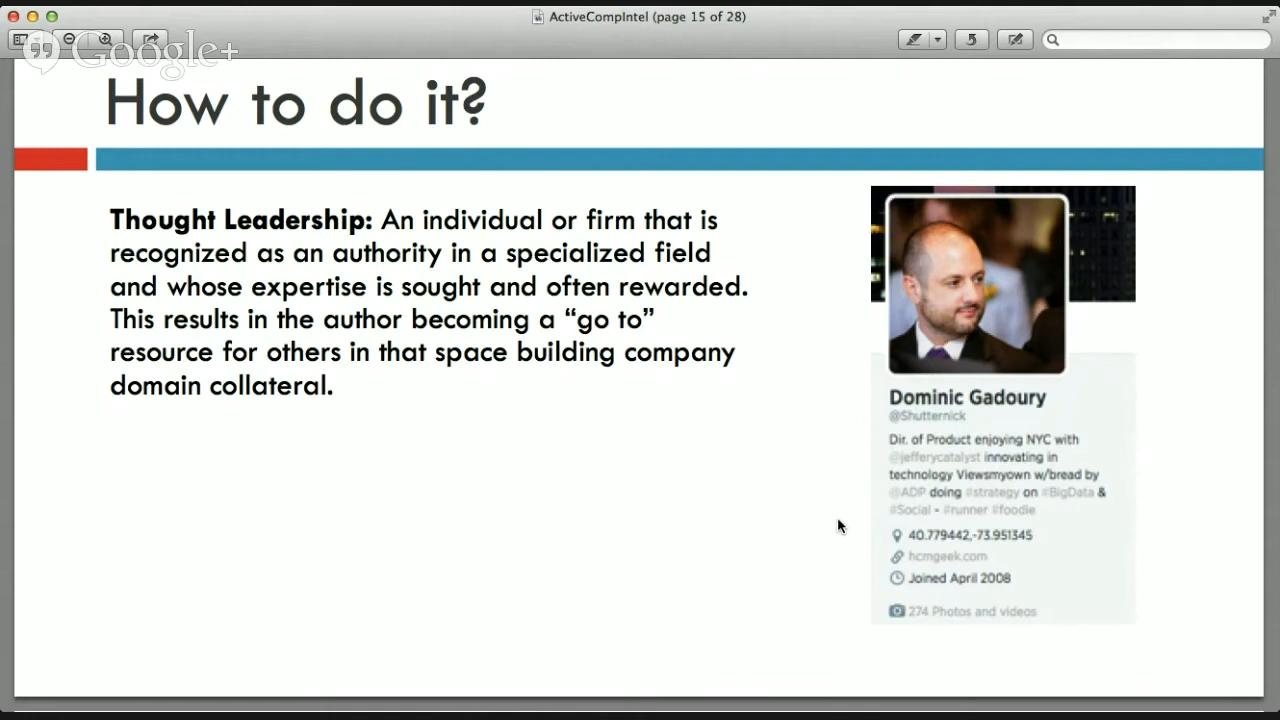 ActiveCompIntel (page 15 of 28)
Google+
How to do it?
Thought Leadership: An individual or firm that is
recognized as an authority in a specialized field
and whose expertise is sought and often rewarded.
This results in the author becoming a “go to”
resource for others in that space building company
domain collateral.
Dominic Gadoury
@Shutternick
Dir. of Product enjoying NYC with
@jefferycatalyst innovating in
technology Viewsmyown w/bread by
@ADP doing #strategy on #BigData &
#Social - #runner #foodie
40.779442,-73.951345
hcmgeek.com
Joined April 2008
274 Photos and videos